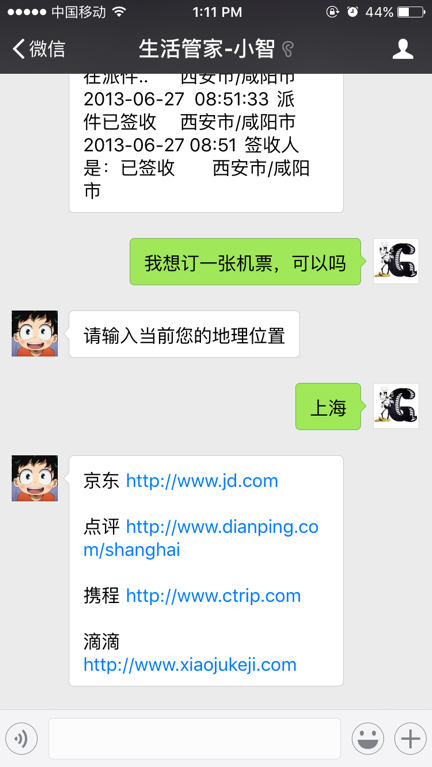 中国移动 1:11 PM 44%
微信 生活管家-小智
在派件.. 西安市/咸阳市
2013-06-27 08:51:33 派
件已签收 西安市/咸阳市
2013-06-27 08:51 签收人
是：已签收 西安市/咸阳
市
我想订一张机票，可以吗
请输入当前您的地理位置
上海
京东 http://www.jd.com
点评 http://www.dianping.co
m/shanghai
携程 http://www.ctrip.com
滴滴
http://www.xiaojukeji.com